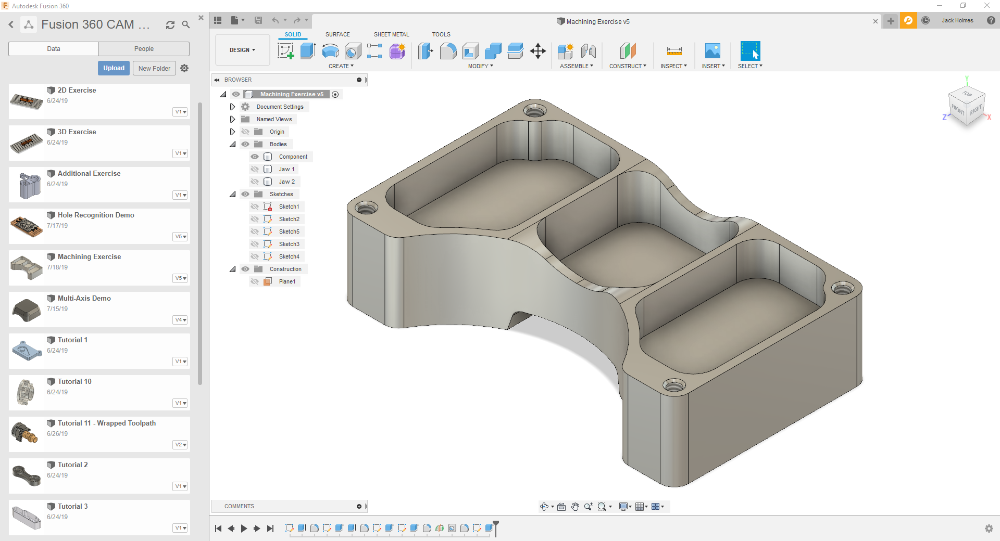 Autodesk Fusion 360
Fusion 360 CAM ...
Data
People
Upload
New Folder
2D Exercise
6/24/19
V1
3D Exercise
6/24/19
V1
Additional Exercise
6/24/19
V1
Hole Recognition Demo
7/17/19
V5
Machining Exercise
7/18/19
V5
Multi-Axis Demo
7/15/19
V4
Tutorial 1
6/24/19
V1
Tutorial 10
6/24/19
V1
Tutorial 11 - Wrapped Toolpath
6/26/19
V2
Tutorial 2
6/24/19
V1
Tutorial 3
6/24/19
V1
Machining Exercise v5
Jack Holmes
SOLID
SURFACE
SHEET METAL
TOOLS
DESIGN
CREATE
MODIFY
ASSEMBLE
CONSTRUCT
INSPECT
INSERT
SELECT
BROWSER
Machining Exercise v5
Document Settings
Named Views
Origin
Bodies
Component
Jaw 1
Jaw 2
Sketches
Sketch1
Sketch2
Sketch5
Sketch3
Sketch4
Construction
Plane1
Y
TOP
FRONT
RIGHT
Z
X
COMMENTS